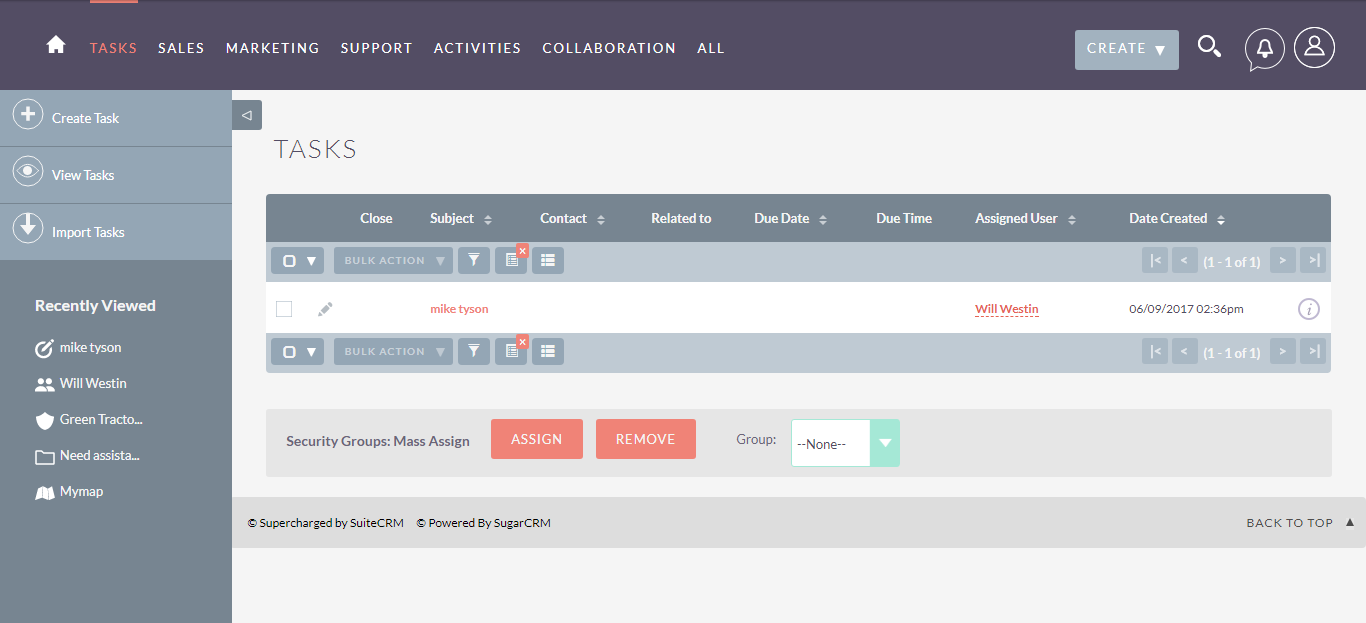 TASKS SALES MARKETING SUPPORT ACTIVITIES COLLABORATION ALL CREATE
Create Task
View Tasks
Import Tasks
Recently Viewed
mike tyson
Will Westin
Green Tracto...
Need assista...
Mymap
TASKS
Close Subject Contact Related to Due Date Due Time Assigned User Date Created
BULK ACTION (1 - 1 of 1)
mike tyson Will Westin 06/09/2017 02:36pm
BULK ACTION (1 - 1 of 1)
Security Groups: Mass Assign ASSIGN REMOVE Group: --None--
© Supercharged by SuiteCRM © Powered By SugarCRM BACK TO TOP